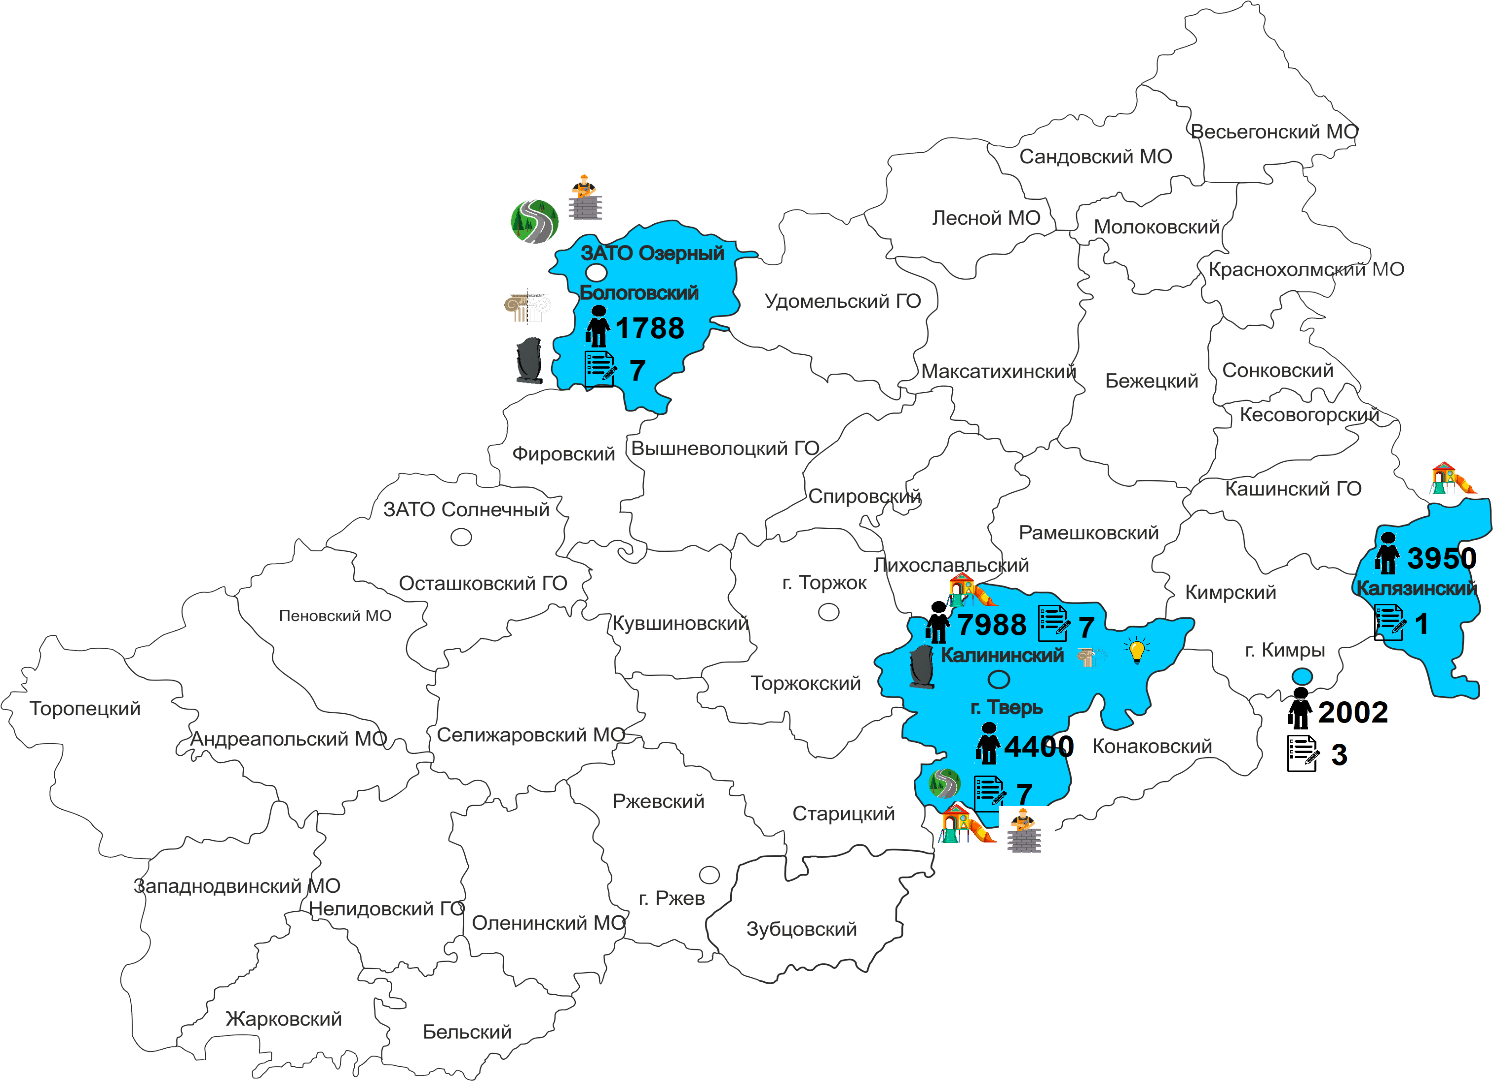 Весьегонский МО
Сандовский МО
Лесной МО
Молоковский
ЗАТО Озерный
Краснохолмский МО
Бологовский
Удомельский ГО
1788
7
Максатихинский
Бежецкий
Сонковский
Кесовогорский
Фировский
Вышневолоцкий ГО
Спировский
Кашинский ГО
ЗАТО Солнечный
Рамешковский
3950
Лихославльский
Осташковский ГО
г. Торжок
Кимрский
Калязинский
Пеновский МО
Кувшиновский
7988
7
1
Калининский
г. Кимры
Торжокский
Торопецкий
г. Тверь
2002
Андреапольский МО
Селижаровский МО
4400
Конаковский
3
Ржевский
7
Старицкий
Западнодвинский МО
г. Ржев
Нелидовский ГО
Оленинский МО
Зубцовский
Жарковский
Бельский